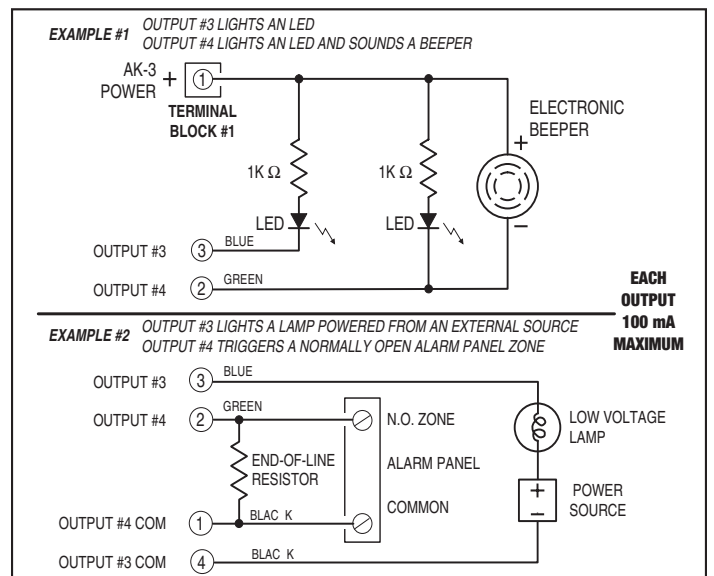 EXAMPLE #1 OUTPUT #3 LIGHTS AN LED
OUTPUT #4 LIGHTS AN LED AND SOUNDS A BEEPER
AK-3
POWER
+
1
TERMINAL
BLOCK #1
ELECTRONIC
BEEPER
+
1K Ω
1K Ω
LED
LED
−
OUTPUT #3 3 BLUE
OUTPUT #4 2 GREEN
EACH
OUTPUT
100 mA
MAXIMUM
EXAMPLE #2 OUTPUT #3 LIGHTS A LAMP POWERED FROM AN EXTERNAL SOURCE
OUTPUT #4 TRIGGERS A NORMALLY OPEN ALARM PANEL ZONE
OUTPUT #3 3 BLUE
OUTPUT #4 2 GREEN
N.O. ZONE
LOW VOLTAGE
LAMP
END-OF-LINE
RESISTOR
ALARM PANEL
+
−
POWER
SOURCE
COMMON
OUTPUT #4 COM 1 BLAC K
OUTPUT #3 COM 4 BLAC K